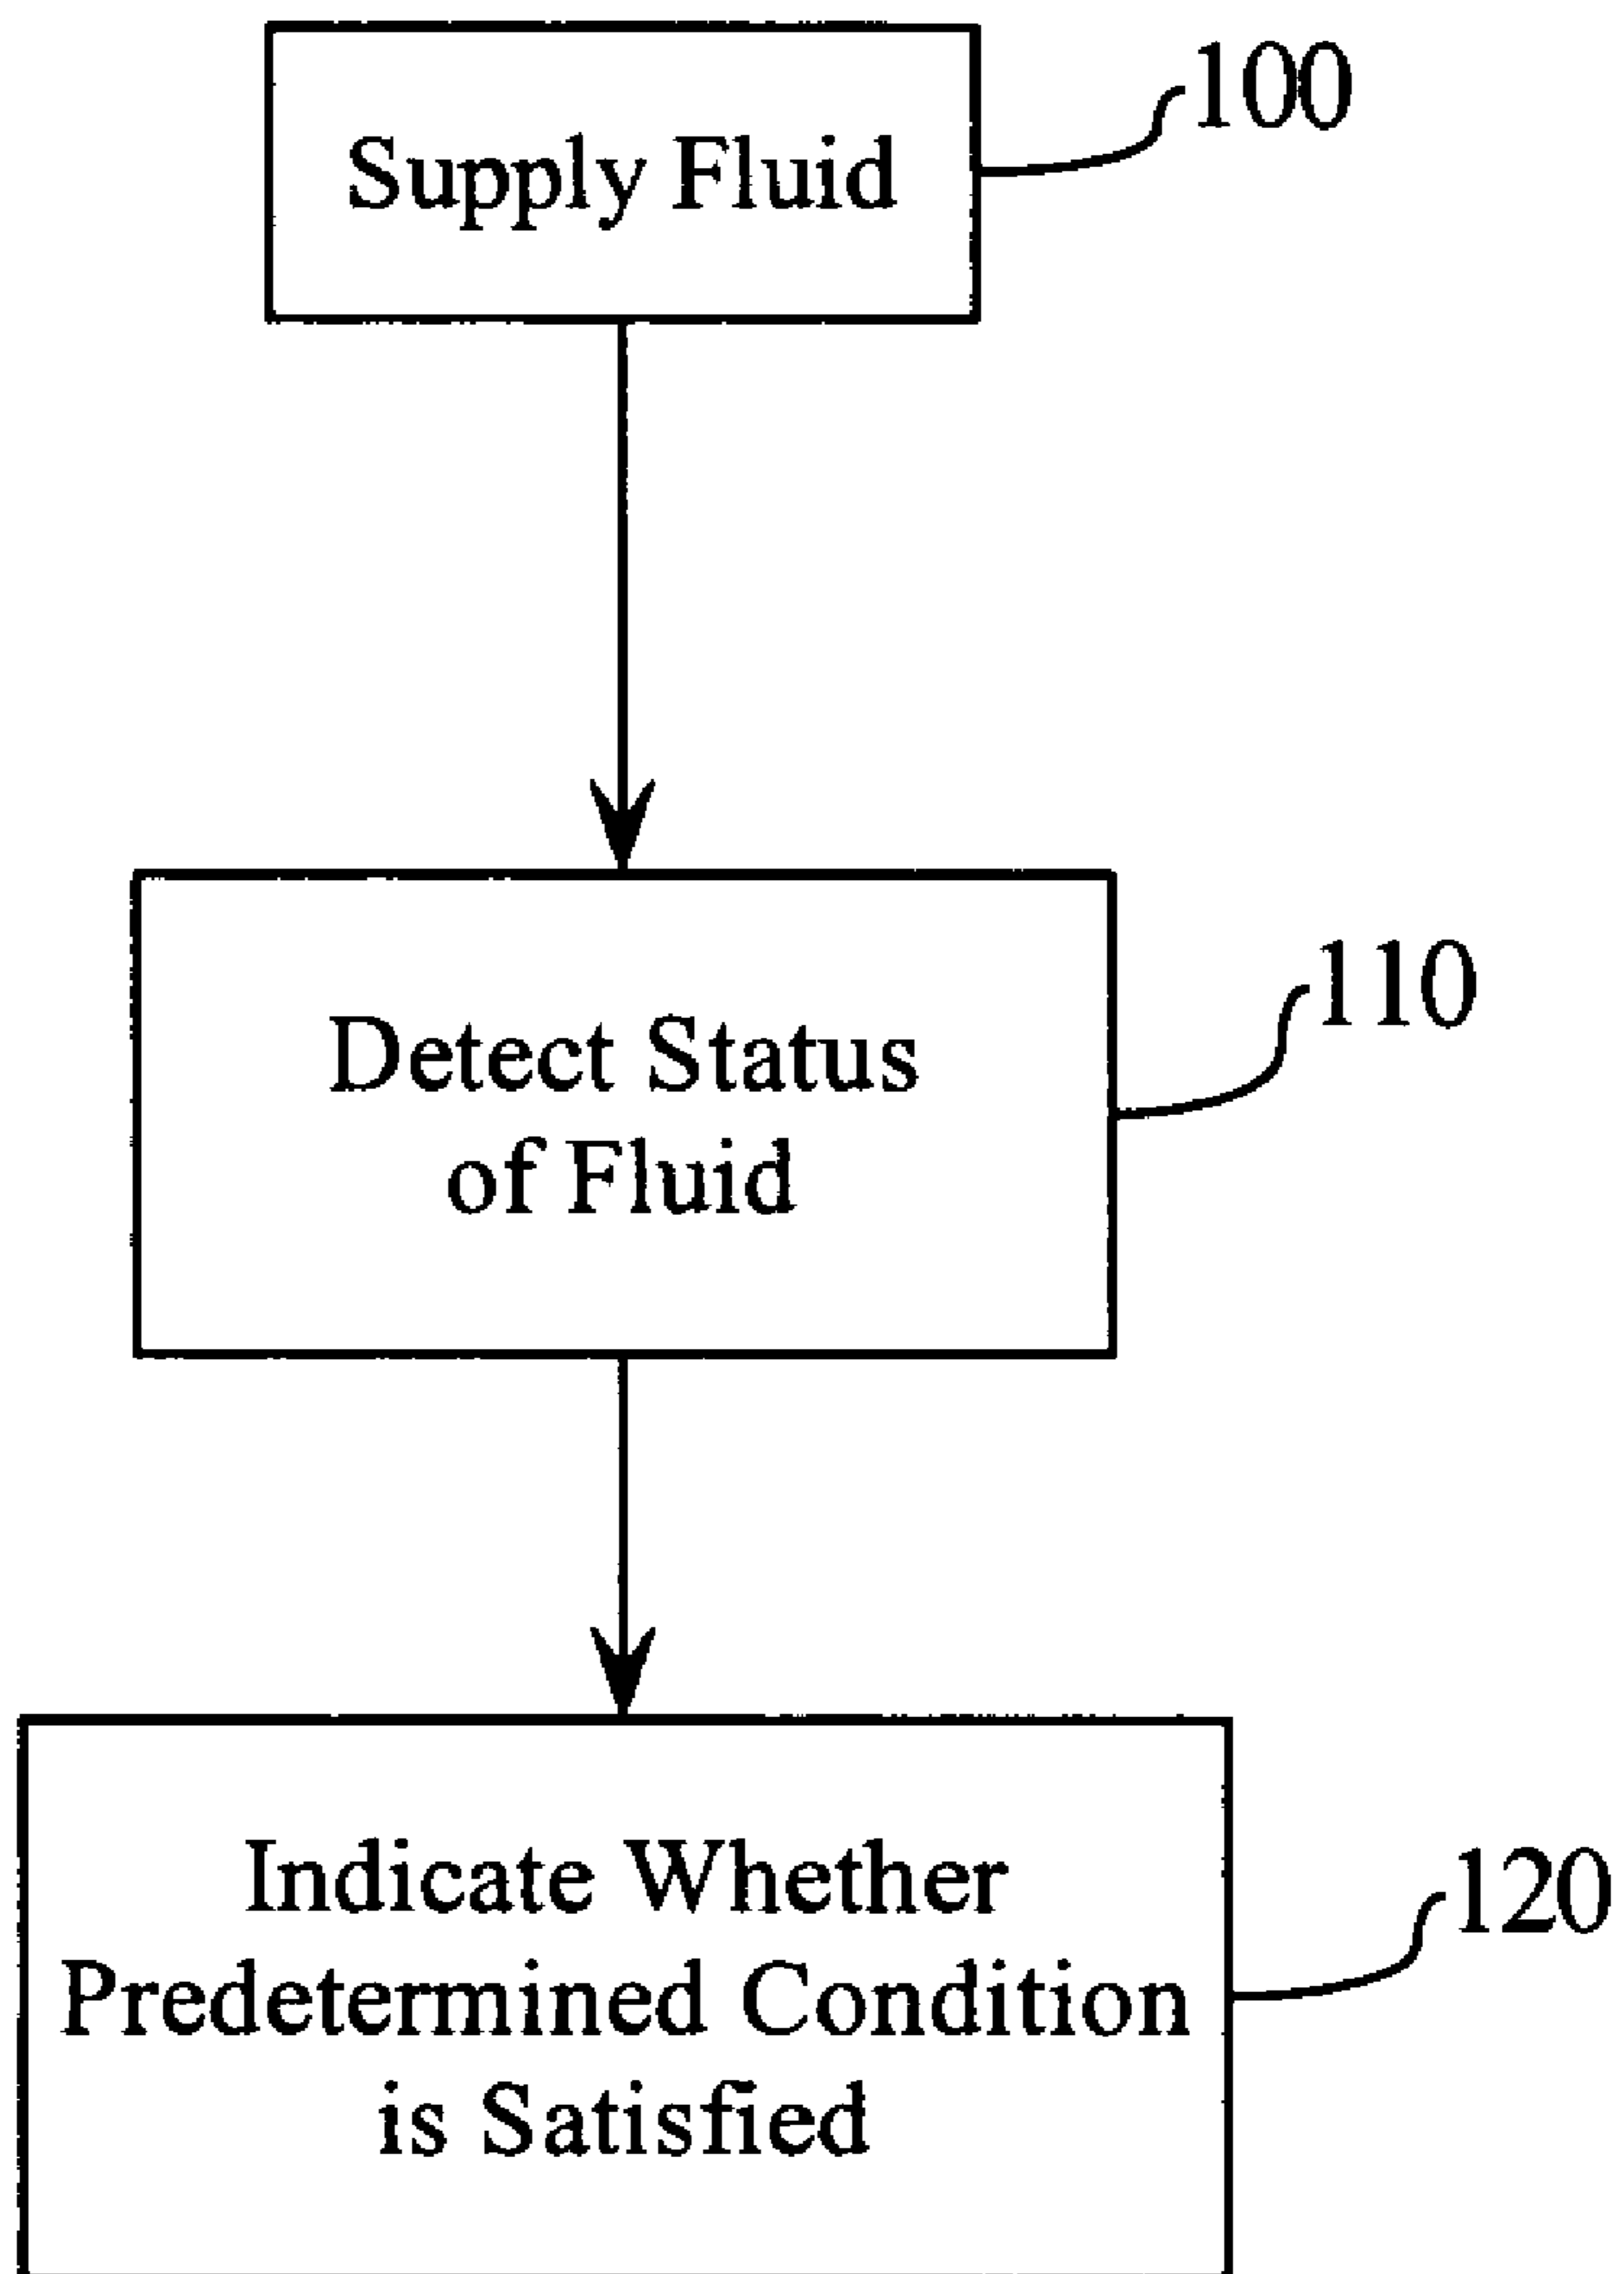 Supply Fluid
100
Detect Status
of Fluid
110
Indicate Whether
Predetermined Condition
is Satisfied
120